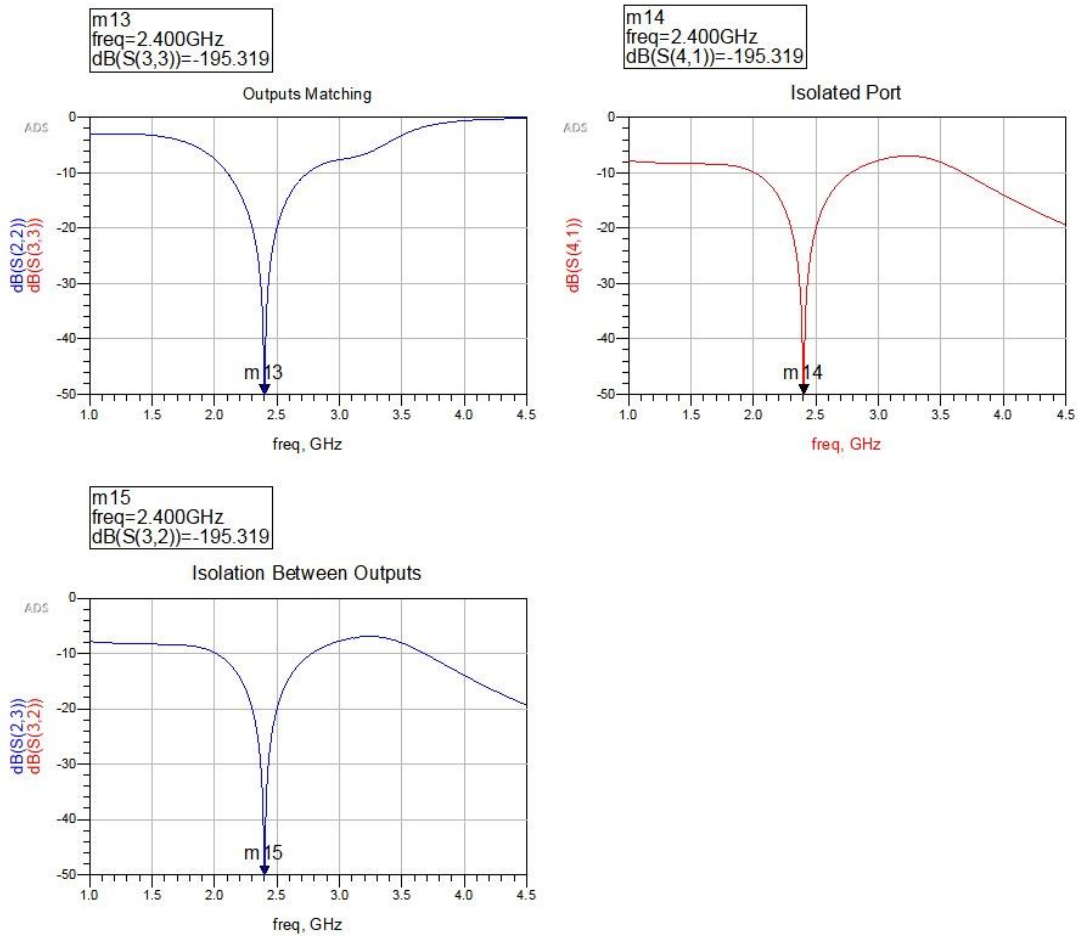 m13
freq=2.400GHz
dB(S(3,3))=-195.319
Outputs Matching
ADS
dB(S(2,2))
dB(S(3,3))
0
-10
-20
-30
-40
-50
m13
1.0 1.5 2.0 2.5 3.0 3.5 4.0 4.5
freq, GHz
m14
freq=2.400GHz
dB(S(4,1))=-195.319
Isolated Port
ADS
dB(S(4,1))
0
-10
-20
-30
-40
-50
m14
1.0 1.5 2.0 2.5 3.0 3.5 4.0 4.5
freq, GHz
m15
freq=2.400GHz
dB(S(3,2))=-195.319
Isolation Between Outputs
ADS
dB(S(2,3))
dB(S(3,2))
0
-10
-20
-30
-40
-50
m15
1.0 1.5 2.0 2.5 3.0 3.5 4.0 4.5
freq, GHz